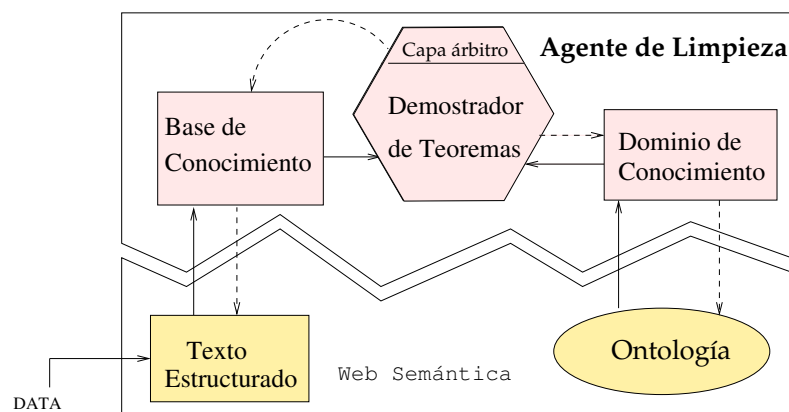 Capa árbitro
Agente de Limpieza
Demostrador
de Teoremas
Base de
Conocimiento
Dominio de
Conocimiento
Texto
Estructurado
Ontología
Web Semántica
DATA